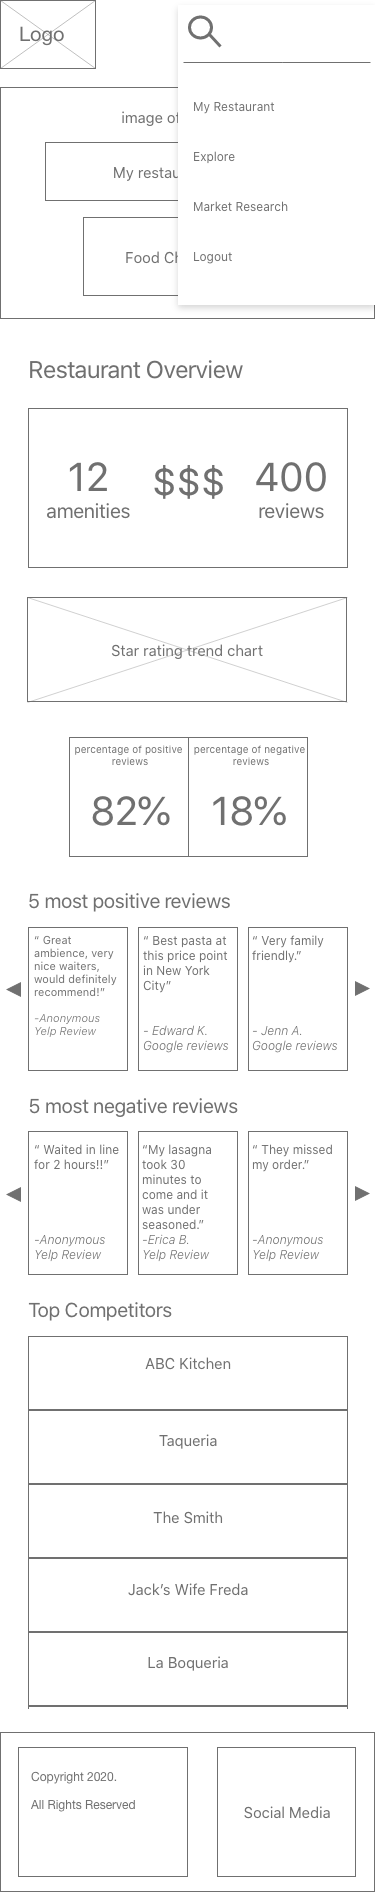 Logo
My Restaurant
Explore
Market Research
Logout
image of
My restau
Food Ch
Restaurant Overview
12
amenities
$$$
400
reviews
Star rating trend chart
percentage of positive
reviews
82%
percentage of negative
reviews
18%
5 most positive reviews
“ Great
ambience, very
nice waiters,
would definitely
recommend!”
-Anonymous
Yelp Review
“ Best pasta at
this price point
in New York
City”
- Edward K.
Google reviews
“ Very family
friendly.”
- Jenn A.
Google reviews
5 most negative reviews
“ Waited in line
for 2 hours!!”
-Anonymous
Yelp Review
“My lasagna
took 30
minutes to
come and it
was under
seasoned.”
-Erica B.
Yelp Review
“ They missed
my order.”
-Anonymous
Yelp Review
Top Competitors
ABC Kitchen
Taqueria
The Smith
Jack’s Wife Freda
La Boqueria
Copyright 2020.
All Rights Reserved
Social Media